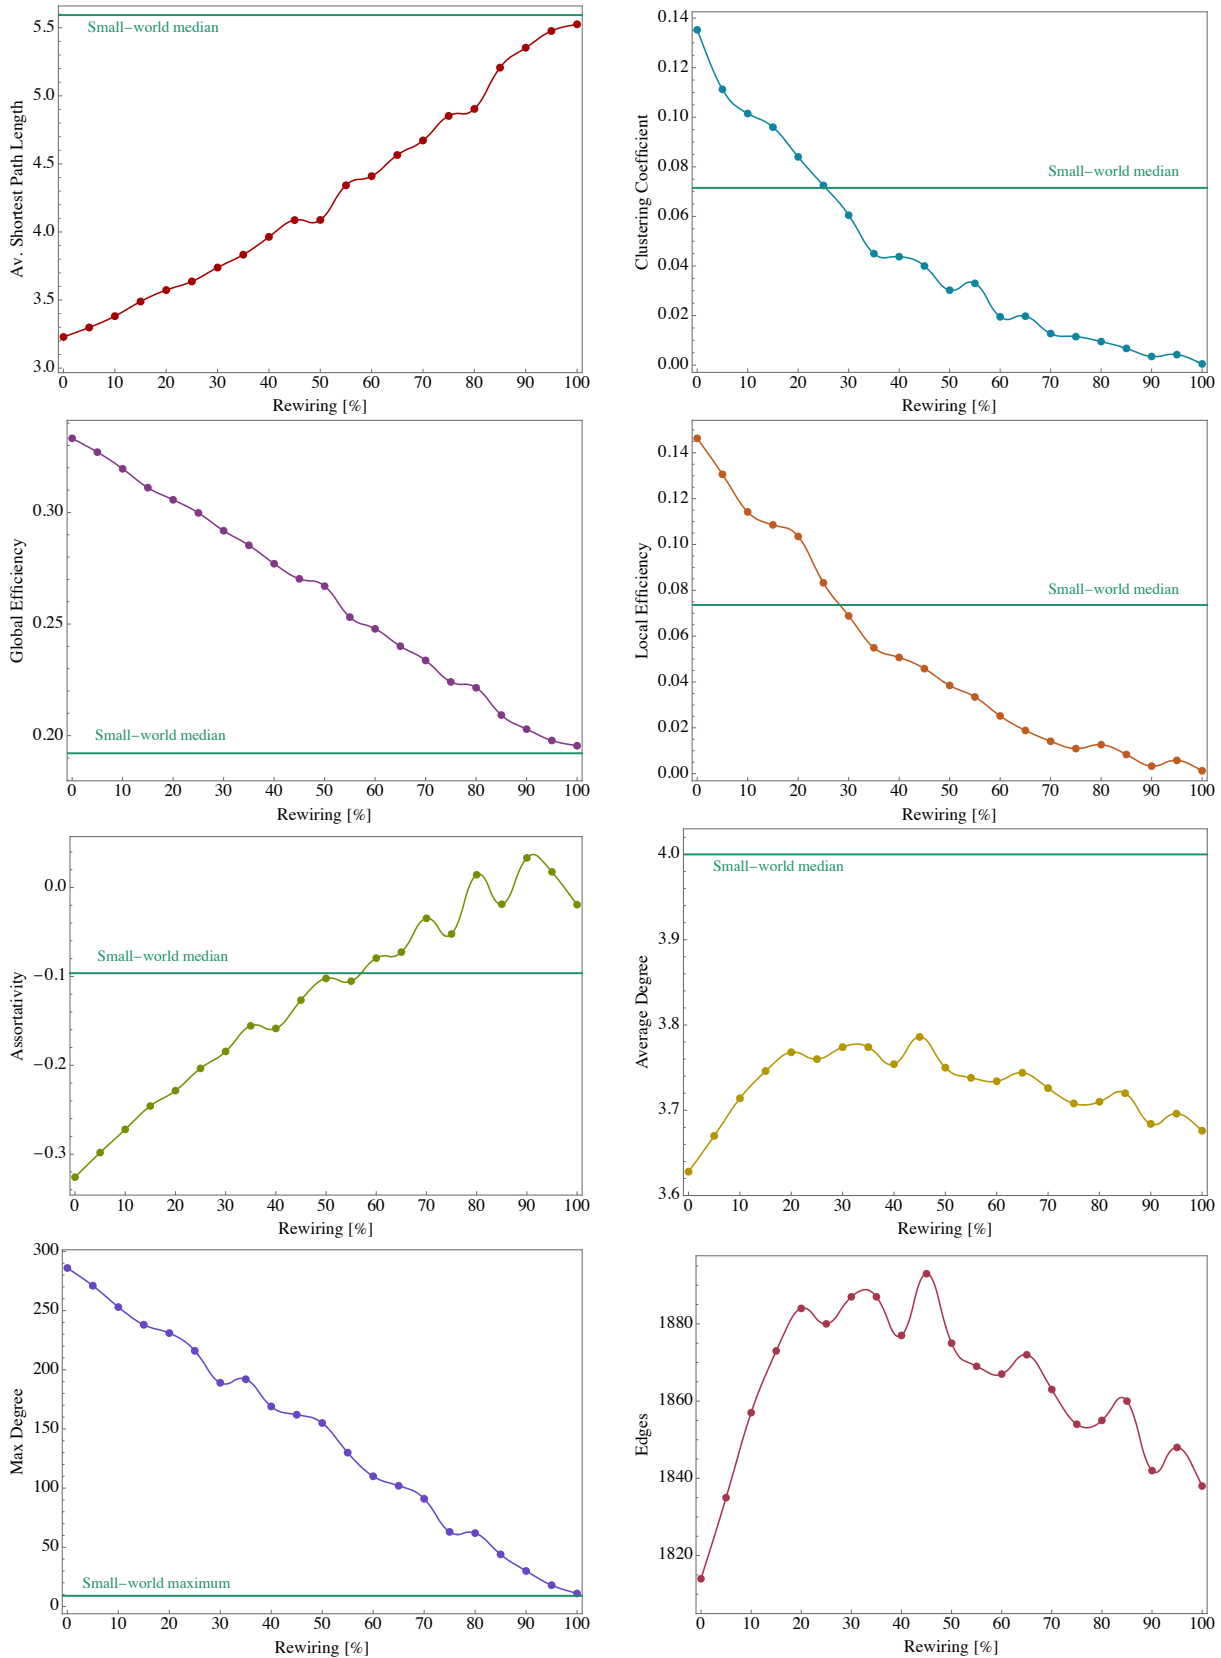 Small-world median
Av. Shortest Path Length
5.5
5.0
4.5
4.0
3.5
3.0
0 10 20 30 40 50 60 70 80 90 100
Rewiring [%]
Small-world median
Clustering Coefficient
0.14
0.12
0.10
0.08
0.06
0.04
0.02
0.00
0 10 20 30 40 50 60 70 80 90 100
Rewiring [%]
Small-world median
Global Efficiency
0.30
0.25
0.20
0 10 20 30 40 50 60 70 80 90 100
Rewiring [%]
Small-world median
Local Efficiency
0.14
0.12
0.10
0.08
0.06
0.04
0.02
0.00
0 10 20 30 40 50 60 70 80 90 100
Rewiring [%]
Small-world median
Assortativity
0.0
-0.1
-0.2
-0.3
0 10 20 30 40 50 60 70 80 90 100
Rewiring [%]
Small-world median
Average Degree
4.0
3.9
3.8
3.7
3.6
0 10 20 30 40 50 60 70 80 90 100
Rewiring [%]
Small-world maximum
Max Degree
300
250
200
150
100
50
0
0 10 20 30 40 50 60 70 80 90 100
Rewiring [%]
Edges
1880
1860
1840
1820
0 10 20 30 40 50 60 70 80 90 100
Rewiring [%]